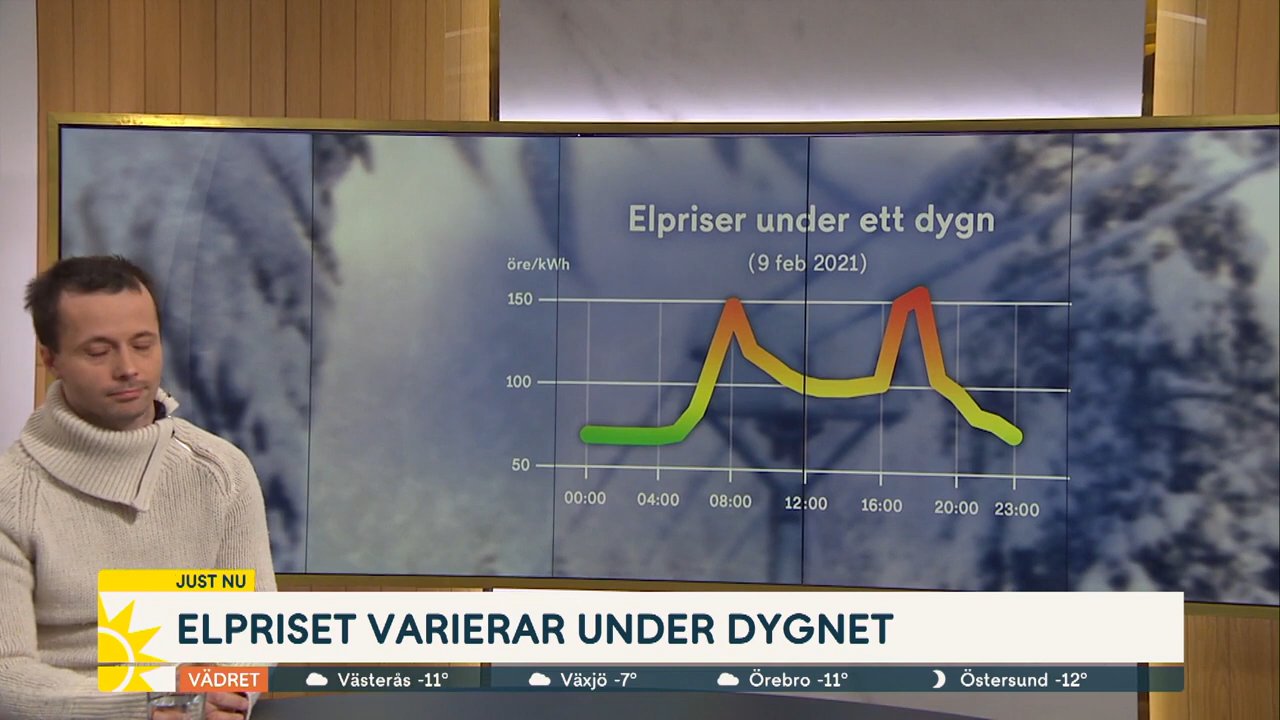 Elpriser under ett dygn
(9 feb 2021)
öre/kWh
150
100
50
00:00 04:00 08:00 12:00 16:00 20:00 23:00
JUST NU
ELPRISET VARIERAR UNDER DYGNET
VÄDRET Västerås -11° Växjö -7° Örebro -11° Östersund -12°